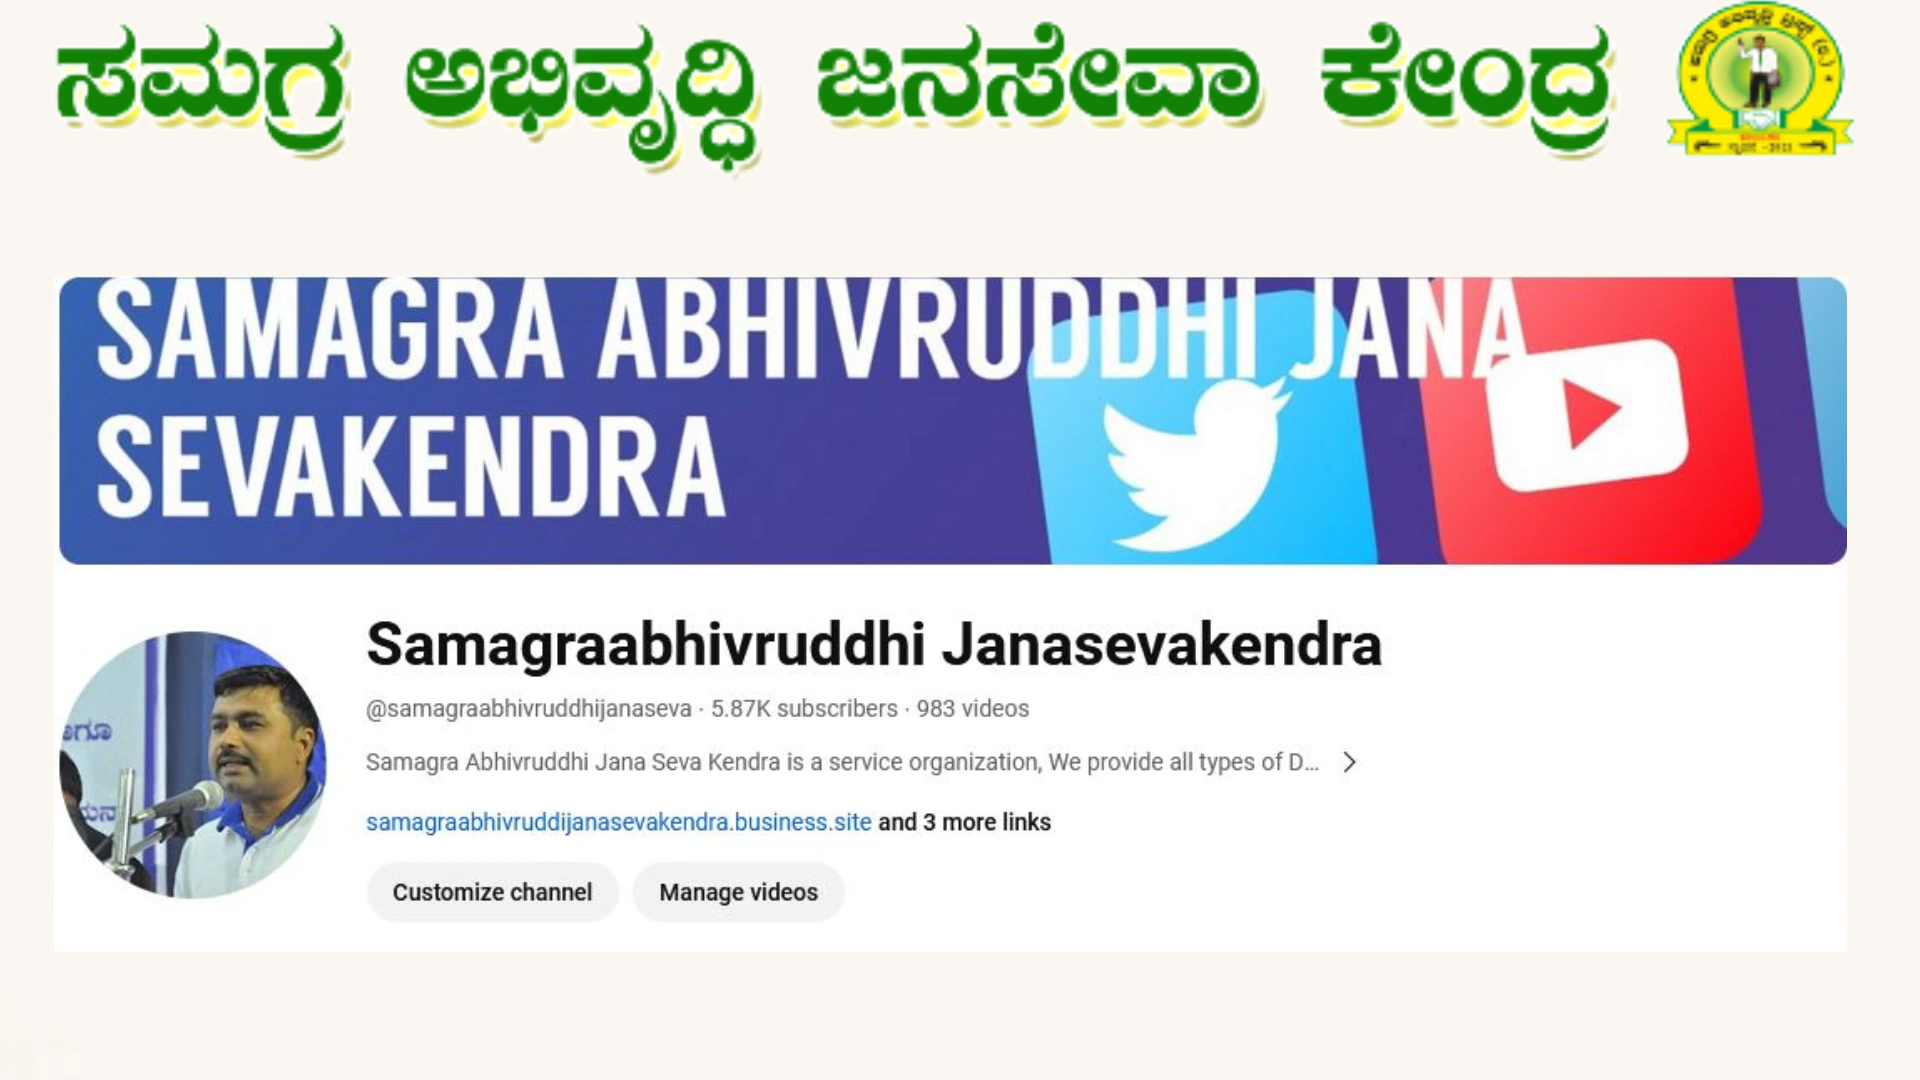 ಸಮಗ್ರ ಅಭಿವೃದ್ಧಿ ಜನಸೇವಾ ಕೇಂದ್ರ
SAMAGRA ABHIVRUDDHI JANA
SEVAKENDRA
Samagraabhivruddhi Janasevakendra
@samagraabhivruddhijanaseva · 5.87K subscribers · 983 videos
Samagra Abhivruddhi Jana Seva Kendra is a service organization, We provide all types of D...
samagraabhivruddijanasevakendra.business.site and 3 more links
Customize channel Manage videos